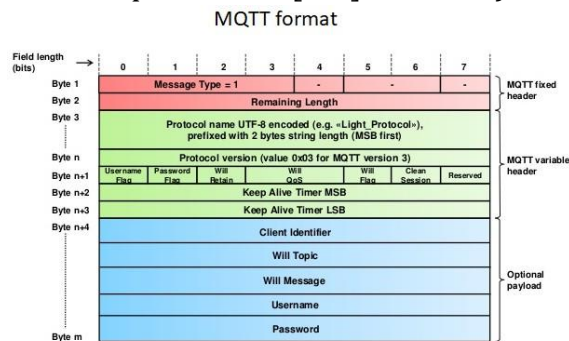 MQTT format
Field length
(bits)
0 1 2 3 4 5 6 7
Byte 1 Message Type = 1 - - - MQTT fixed
header
Byte 2 Remaining Length
Byte 3 Protocol name UTF-8 encoded (e.g. «Light_Protocol»),
prefixed with 2 bytes string length (MSB first)
Byte n Protocol version (value 0x03 for MQTT version 3) MQTT variable
header
Byte n+1 Username Flag Password Flag Will Retain Will QoS Will Flag Clean Session Reserved
Byte n+2 Keep Alive Timer MSB
Byte n+3 Keep Alive Timer LSB
Byte n+4 Client Identifier
Will Topic
Will Message Optional
payload
Username
Password
Byte m